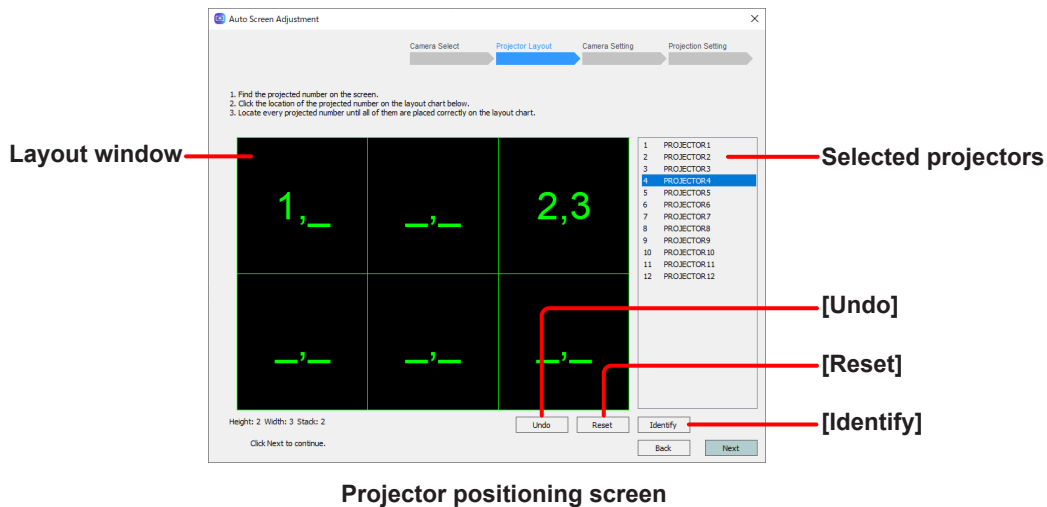 Auto Screen Adjustment
Camera Select Projector Layout Camera Setting Projection Setting
1. Find the projected number on the screen.
2. Click the location of the projected number on the layout chart below.
3. Locate every projected number until all of them are placed correctly on the layout chart.
Layout window
Selected projectors
1 PROJECTOR1
2 PROJECTOR2
3 PROJECTOR3
4 PROJECTOR4
5 PROJECTOR5
6 PROJECTOR6
7 PROJECTOR7
8 PROJECTOR8
9 PROJECTOR9
10 PROJECTOR10
11 PROJECTOR11
12 PROJECTOR12
1,_ _,_ 2,3
_,_ _,_ _,_
[Undo]
[Reset]
[Identify]
Height: 2 Width: 3 Stack: 2
Undo Reset Identify
Click Next to continue.
Back Next
Projector positioning screen